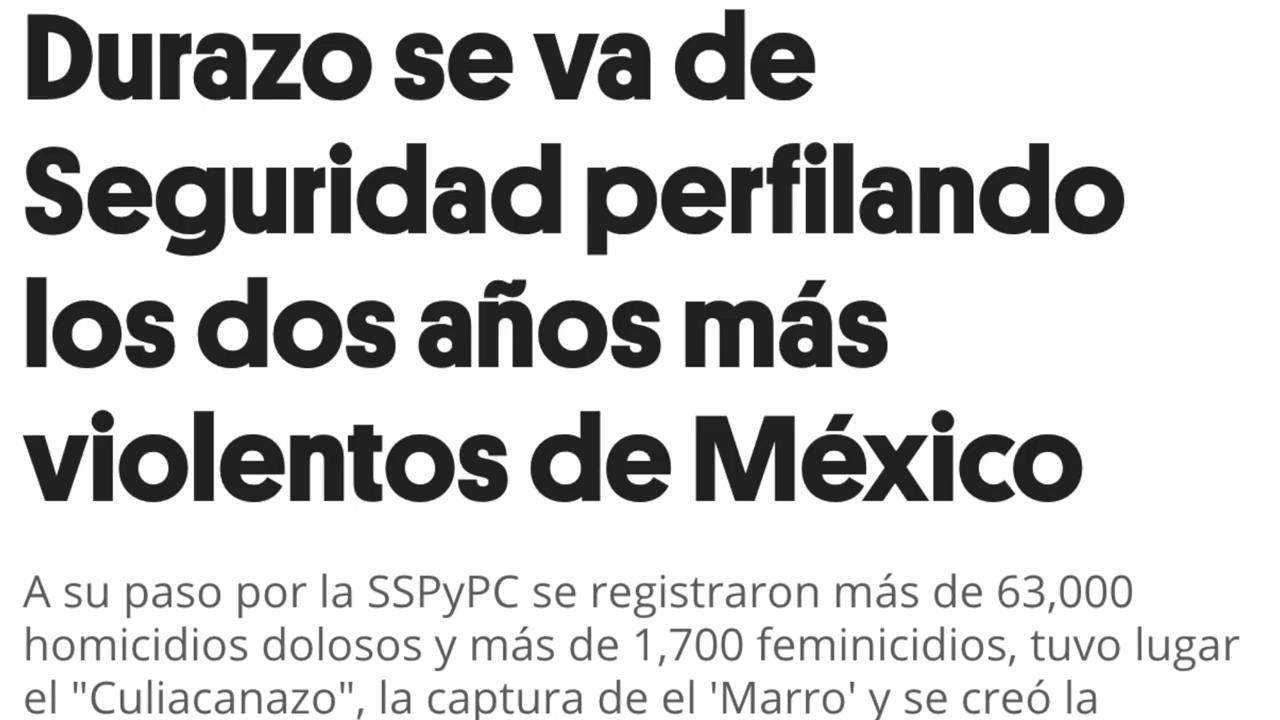 Durazo se va de
Seguridad perfilando
los dos años más
violentos de México
A su paso por la SSPyPC se registraron más de 63,000
homicidios dolosos y más de 1,700 feminicidios, tuvo lugar
el "Culiacanazo", la captura de el 'Marro' y se creó la